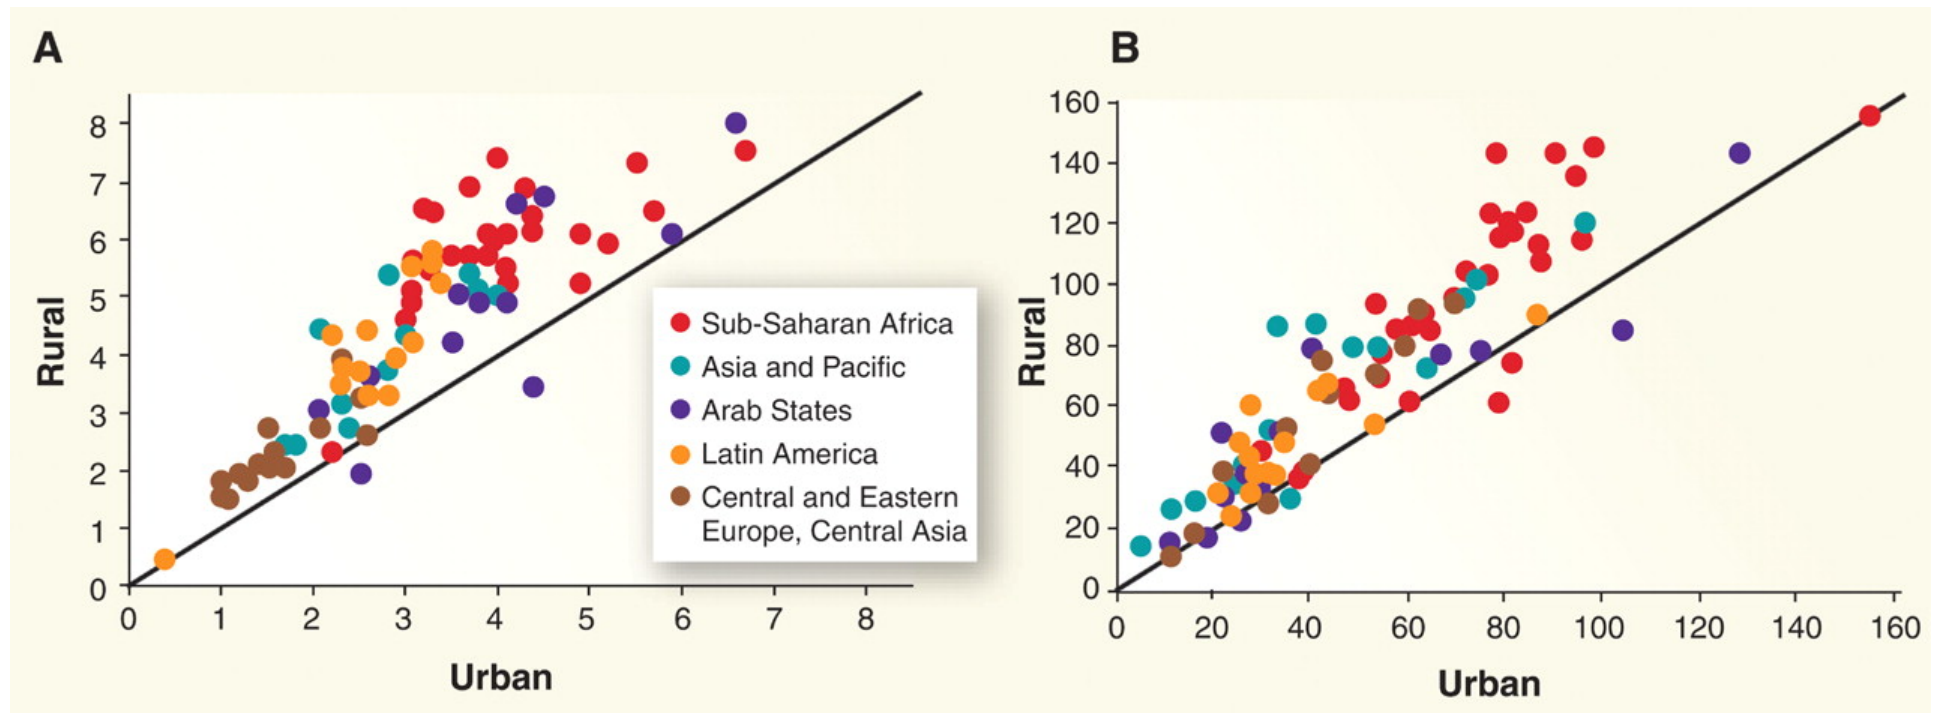 A
Rural
8
7
6
5
4
3
2
1
0
0 1 2 3 4 5 6 7 8
Urban
Sub-Saharan Africa
Asia and Pacific
Arab States
Latin America
Central and Eastern
Europe, Central Asia
B
Rural
160
140
120
100
80
60
40
20
0
0 20 40 60 80 100 120 140 160
Urban